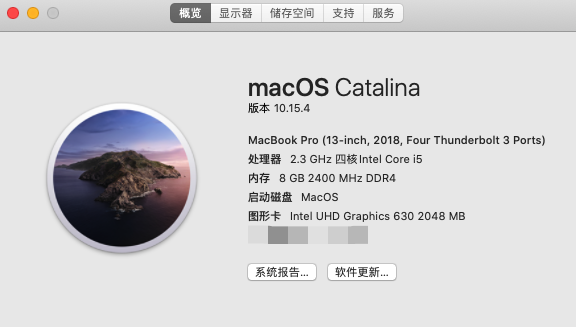 概览 显示器 储存空间 支持 服务
macOS Catalina
版本 10.15.4
MacBook Pro (13-inch, 2018, Four Thunderbolt 3 Ports)
处理器 2.3 GHz 四核Intel Core i5
内存 8 GB 2400 MHz DDR4
启动磁盘 MacOS
图形卡 Intel UHD Graphics 630 2048 MB
系统报告... 软件更新...